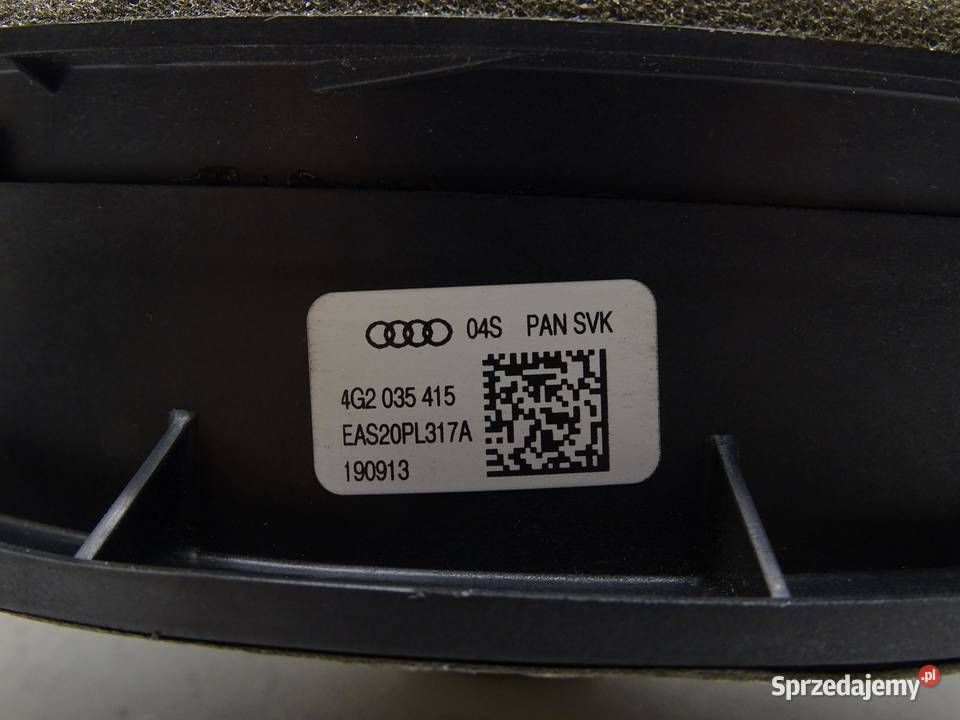 04S PAN SVK
4G2 035 415
EAS20PL317A
190913
Sprzedajemy.pl